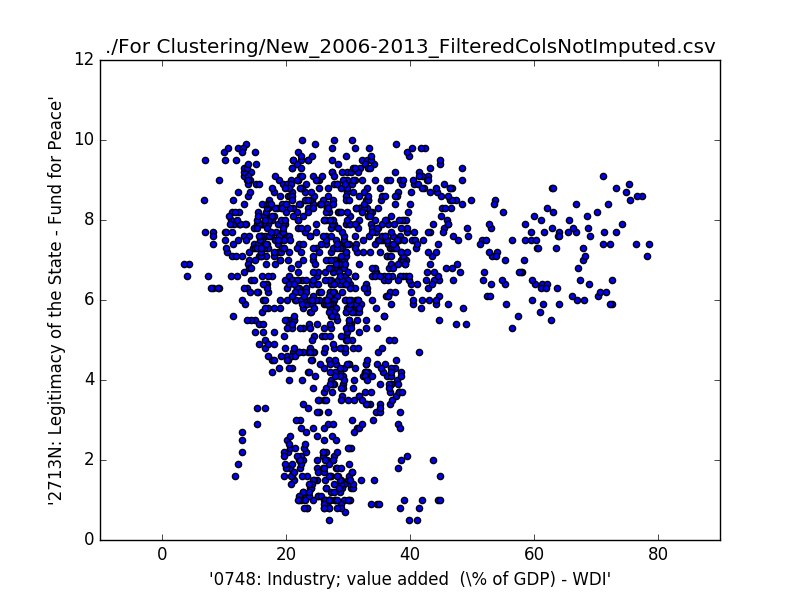 ./For Clustering/New_2006-2013_FilteredColsNotImputed.csv
'2713N: Legitimacy of the State - Fund for Peace'
12
10
8
6
4
2
0
0 20 40 60 80
'0748: Industry; value added  (\% of GDP) - WDI'